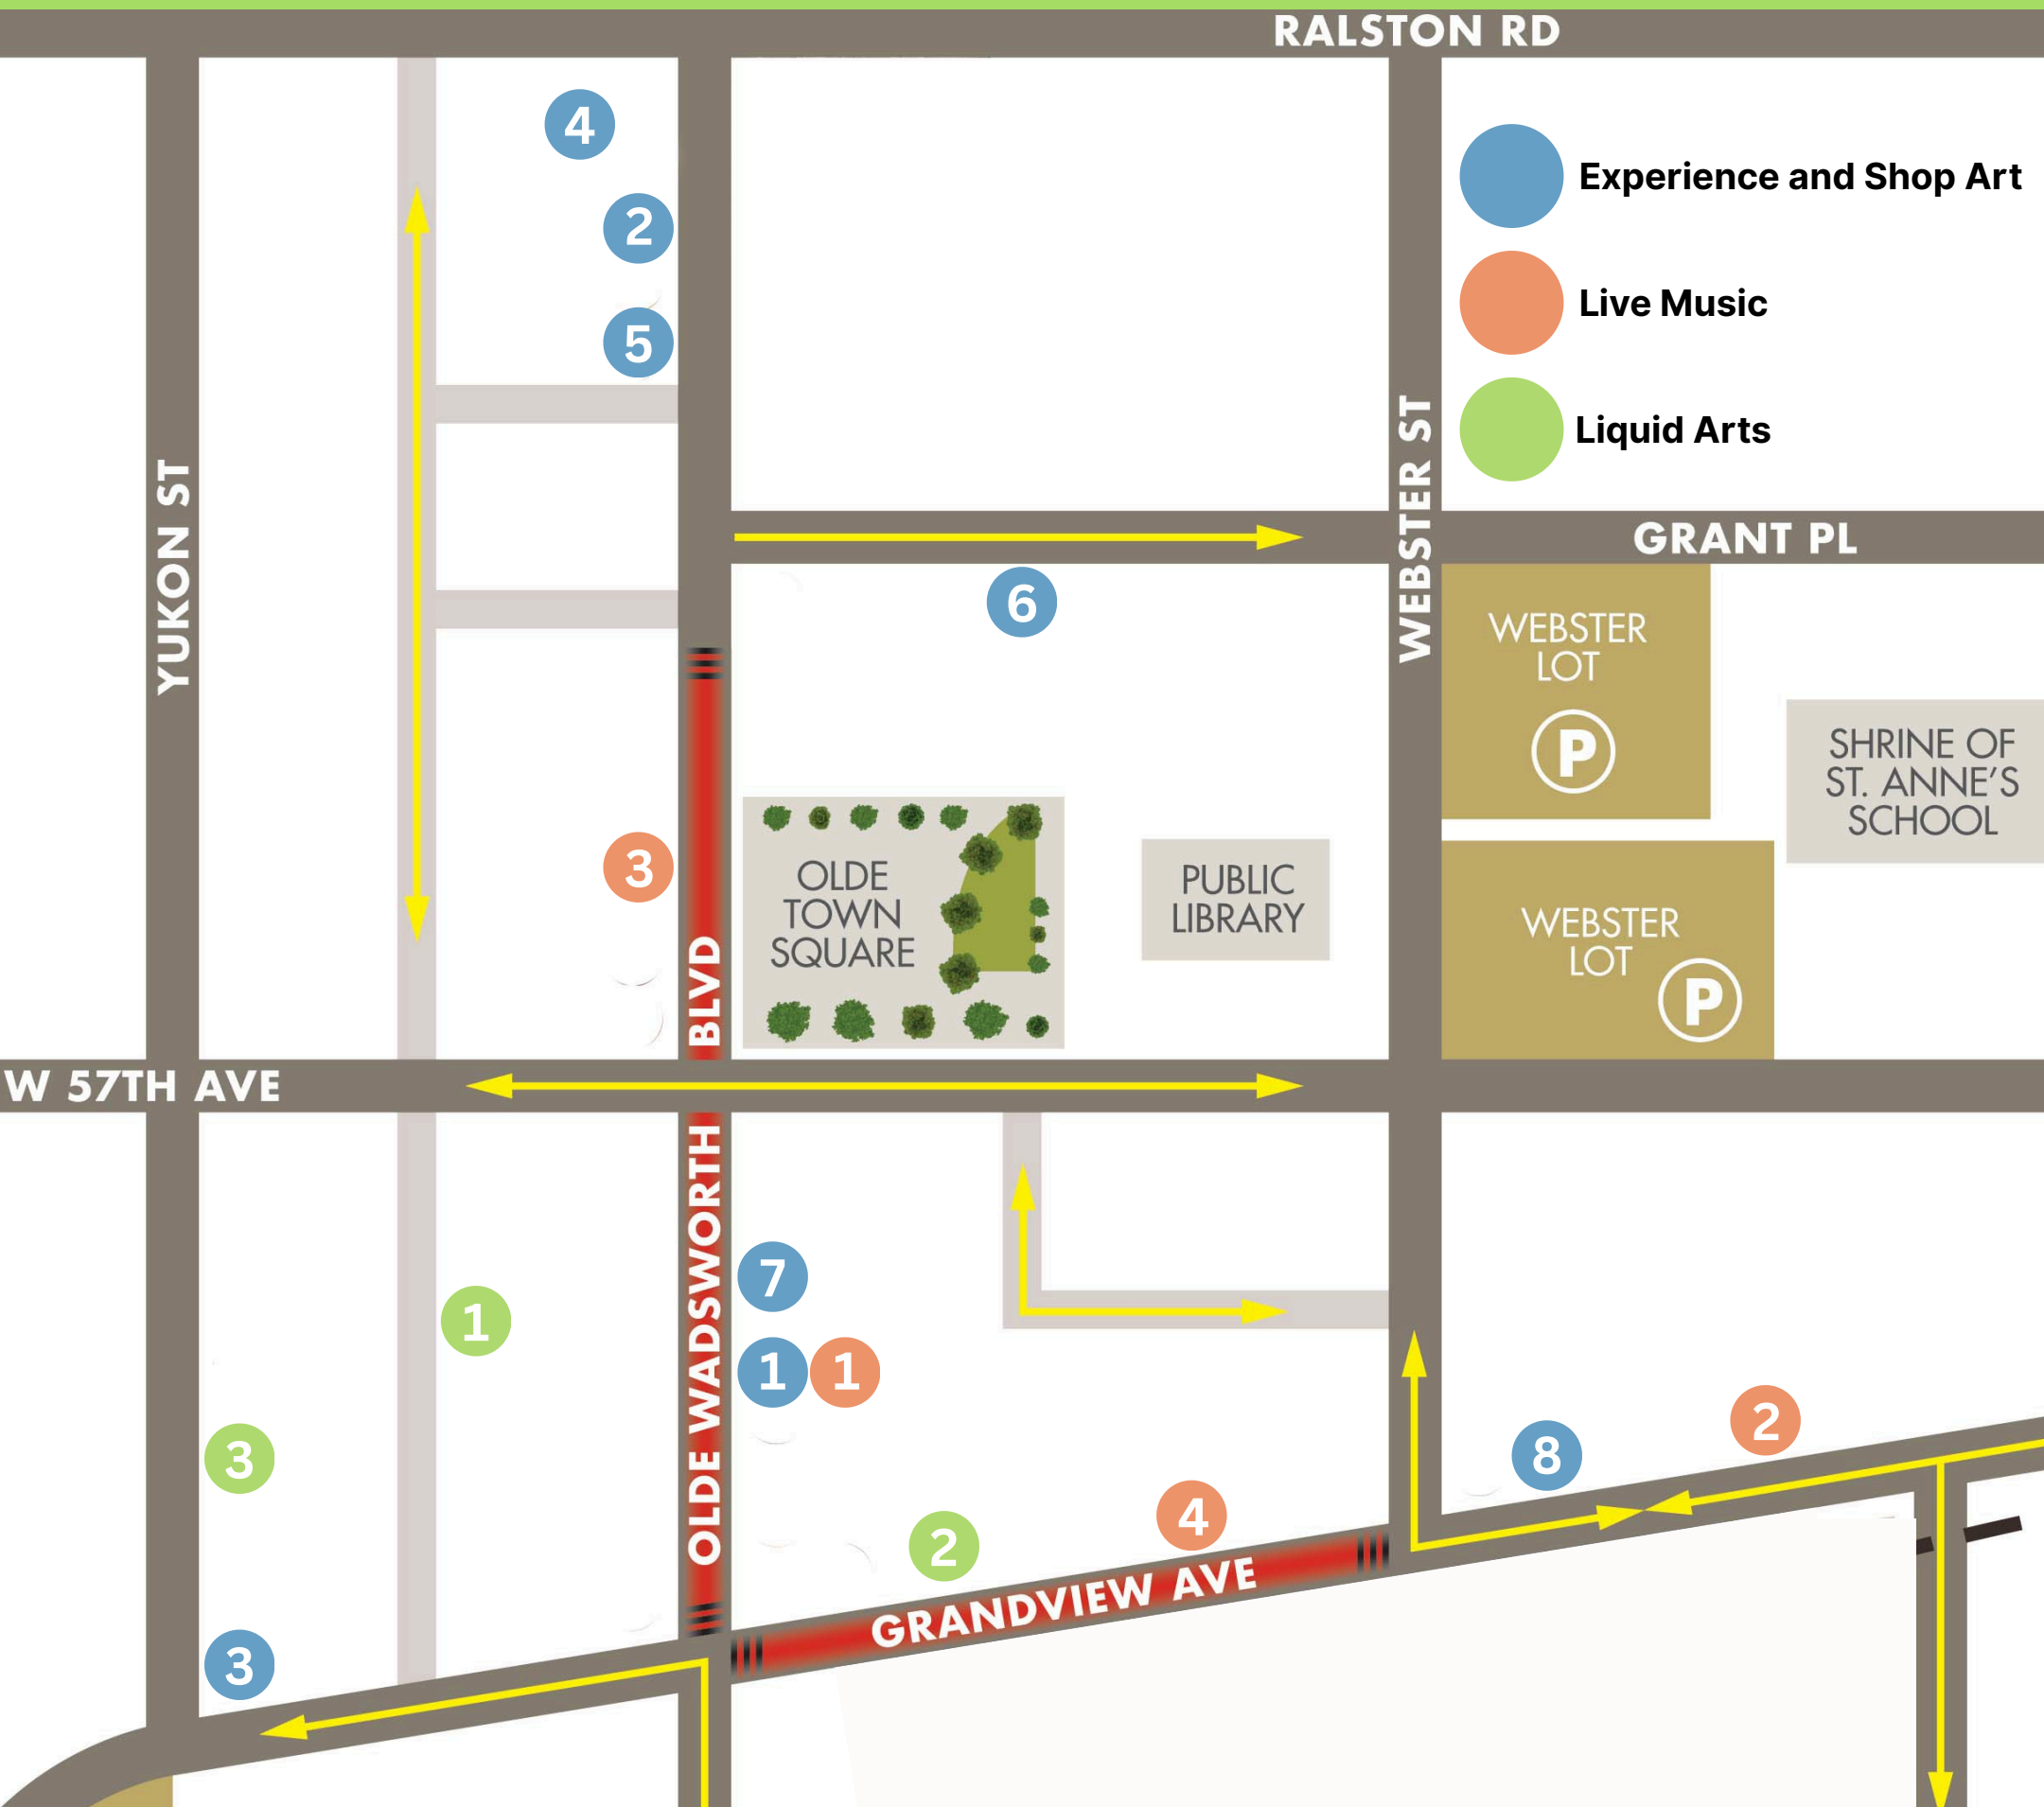 RALSTON RD
4
Experience and Shop Art
2
Live Music
5
Liquid Arts
YUKON ST
WEBSTER ST
GRANT PL
6
WEBSTER
LOT
P
SHRINE OF
ST. ANNE'S
SCHOOL
3
OLDE
TOWN
SQUARE
PUBLIC
LIBRARY
WEBSTER
LOT
P
W 57TH AVE
OLDE WADSWORTH BLVD
7
1
1
1
3
2
4
8
2
GRANDVIEW AVE
3